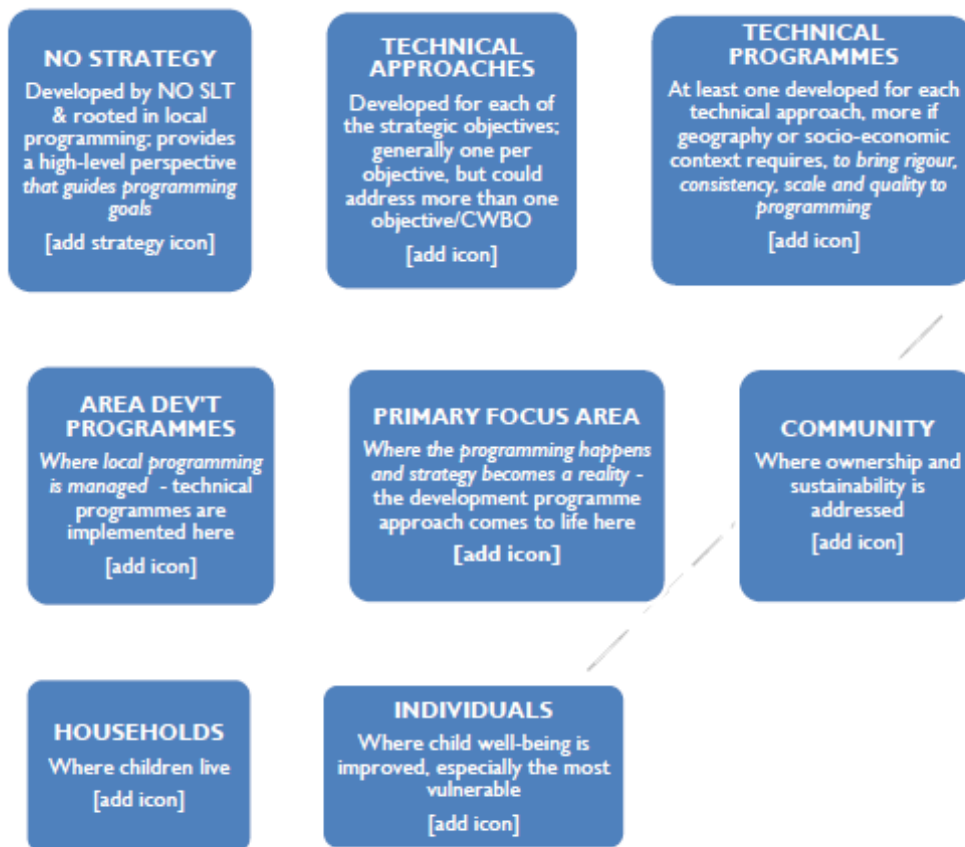 NO STRATEGY
Developed by NO SLT
& rooted in local
programming; provides
a high-level perspective
that guides programming
goals
[add strategy icon]
TECHNICAL
APPROACHES
Developed for each of
the strategic objectives;
generally one per
objective, but could
address more than one
objective/CWBO
[add icon]
TECHNICAL
PROGRAMMES
At least one developed for each
technical approach, more if
geography or socio-economic
context requires, to bring rigour,
consistency, scale and quality to
programming
[add icon]
AREA DEV'T
PROGRAMMES
Where local programming
is managed - technical
programmes are
implemented here
[add icon]
PRIMARY FOCUS AREA
Where the programming happens
and strategy becomes a reality -
the development programme
approach comes to life here
[add icon]
COMMUNITY
Where ownership and
sustainability is
addressed
[add icon]
HOUSEHOLDS
Where children live
[add icon]
INDIVIDUALS
Where child well-being is
improved, especially the most
vulnerable
[add icon]